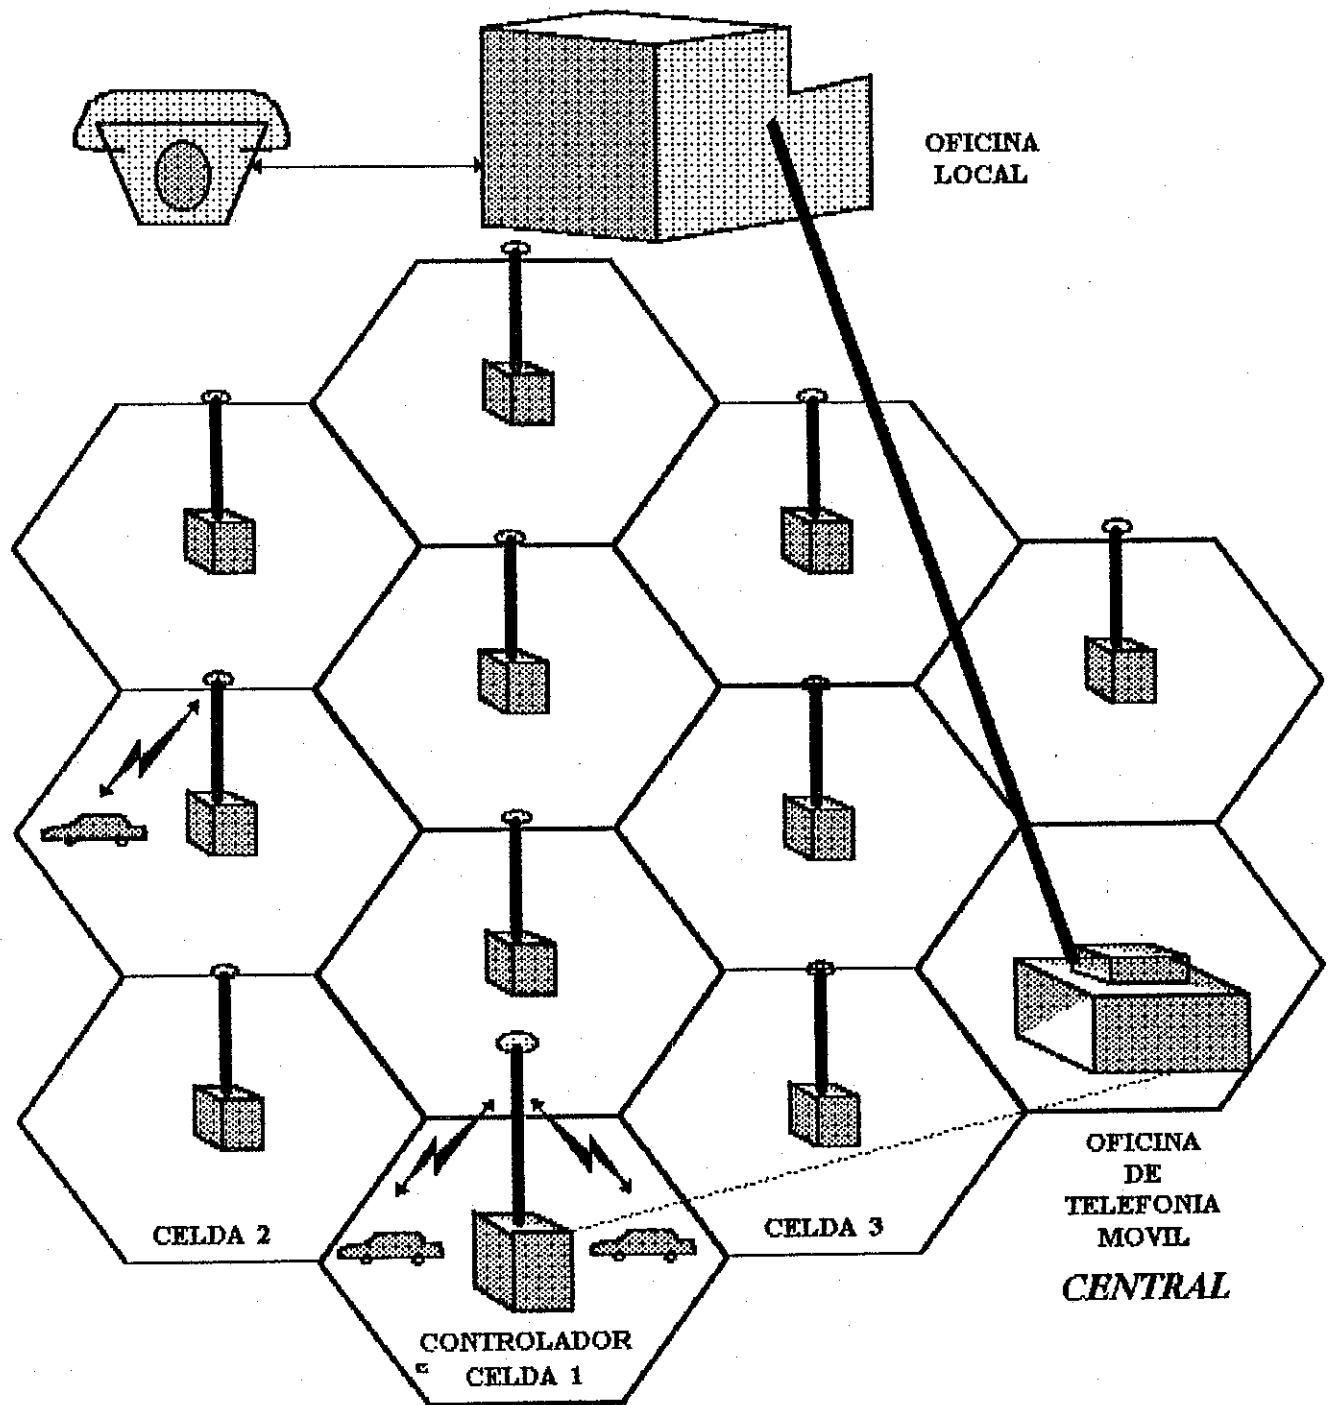 OFICINA
LOCAL
CELDA 2
CELDA 3
OFICINA
DE
TELEFONIA
MOVIL
CENTRAL
CONTROLADOR
CELDA 1